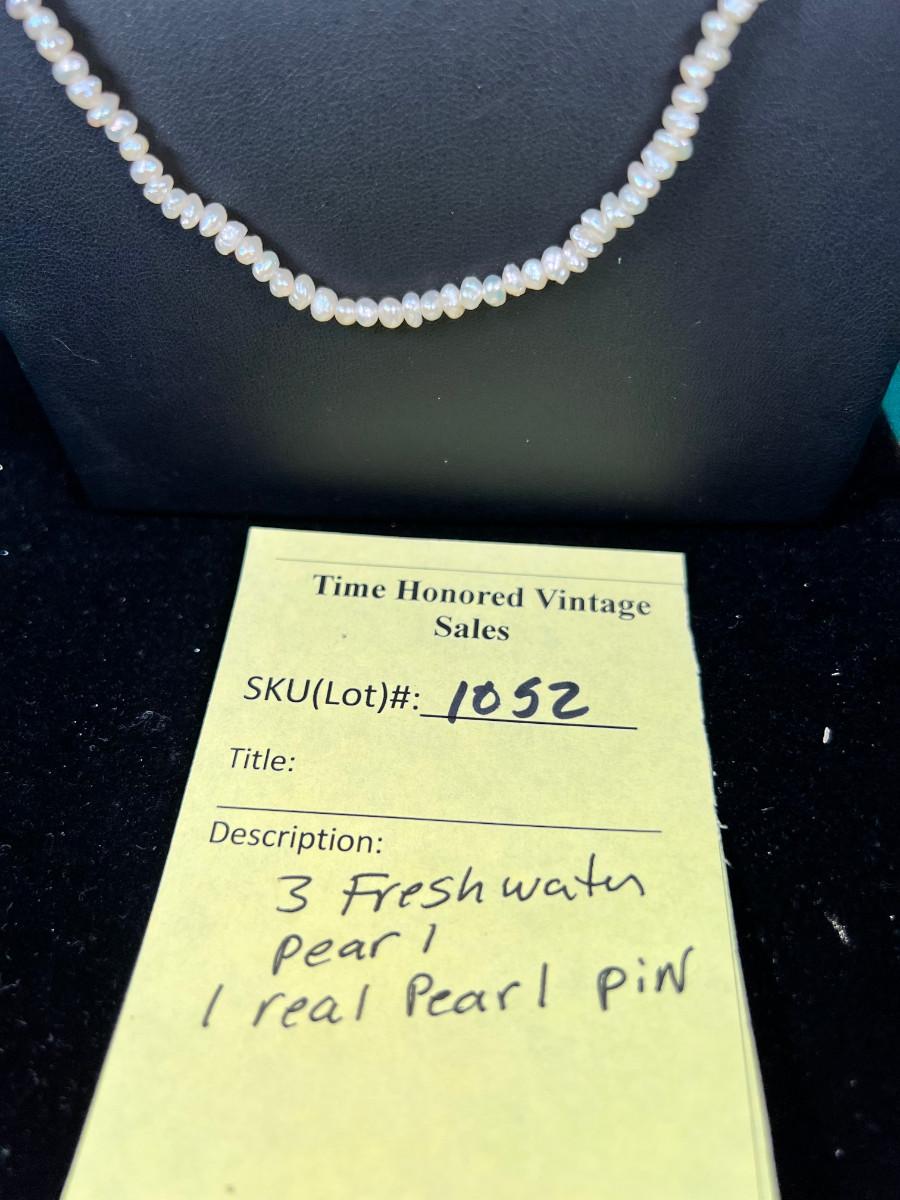 Time Honored Vintage
Sales
SKU(Lot)#: 1052
Title:
Description:
3 Freshwater
pearl
1 real Pearl piN